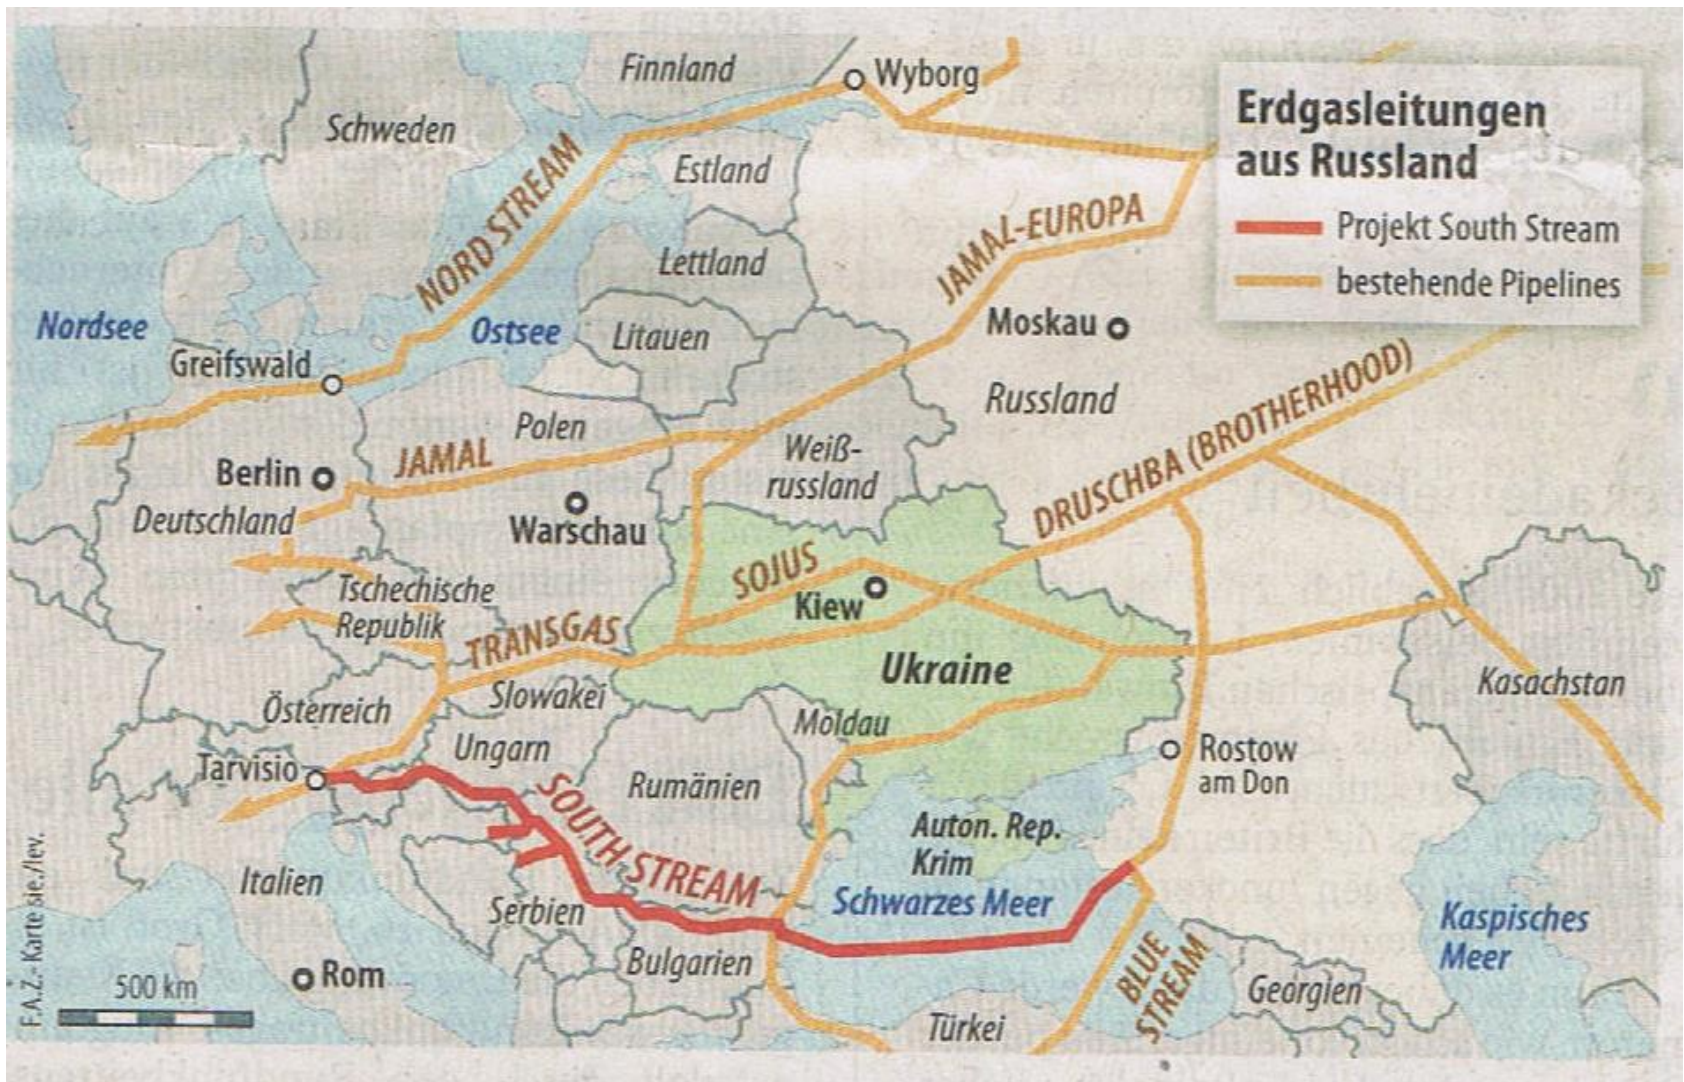 Finnland
Wyborg
Erdgasleitungen
aus Russland
Projekt South Stream
bestehende Pipelines
Schweden
NORD STREAM
Estland
JAMAL-EUROPA
Lettland
Nordsee
Ostsee
Litauen
Moskau
Greifswald
Russland
Polen
JAMAL
Weiß-
russland
DRUSCHBA (BROTHERHOOD)
Berlin
Deutschland
Warschau
SOJUS
Kiew
Tschechische
Republik
TRANSGAS
Ukraine
Slowakei
Kasachstan
Österreich
Moldau
Ungarn
Rostow
am Don
Tarvisio
Rumänien
SOUTH STREAM
Auton. Rep.
Krim
Schwarzes Meer
Italien
Serbien
Kaspisches
Meer
Bulgarien
BLUE
STREAM
Georgien
Rom
500 km
Türkei
F.A.Z.- Karte sie./lev.